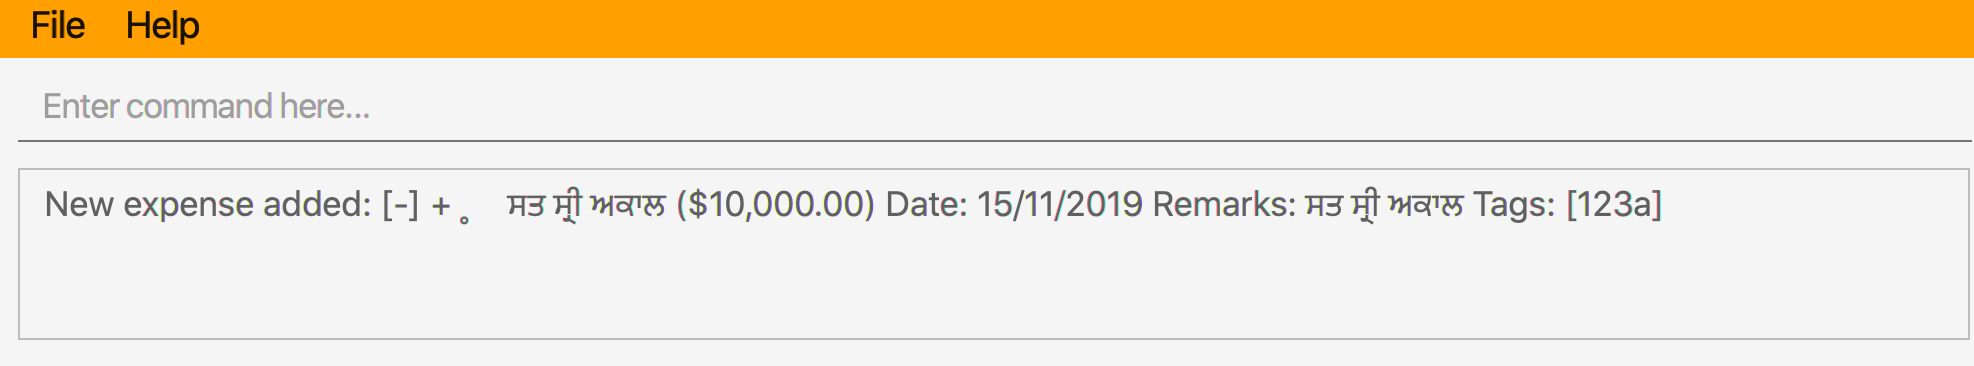 File Help
Enter command here...
New expense added: [-] + 。 ਸਤ ਸ੍ਰੀ ਅਕਾਲ ($10,000.00) Date: 15/11/2019 Remarks: ਸਤ ਸ੍ਰੀ ਅਕਾਲ Tags: [123a]